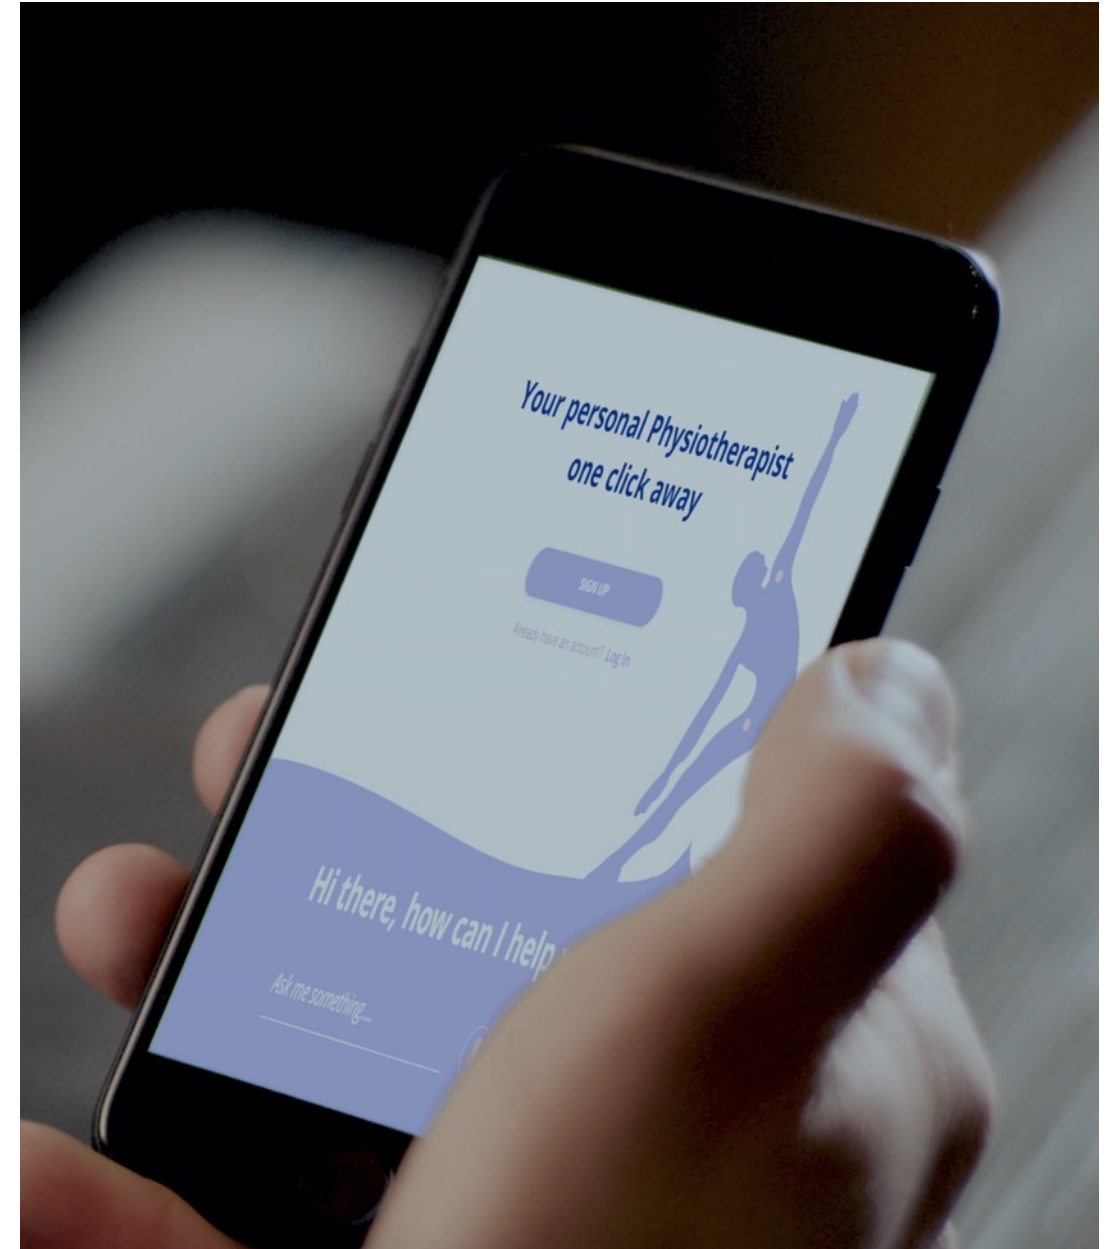 Your personal Physiotherapist
one click away
SIGN UP
Already have an account? Log In
Hi there, how can I help
Ask me something...